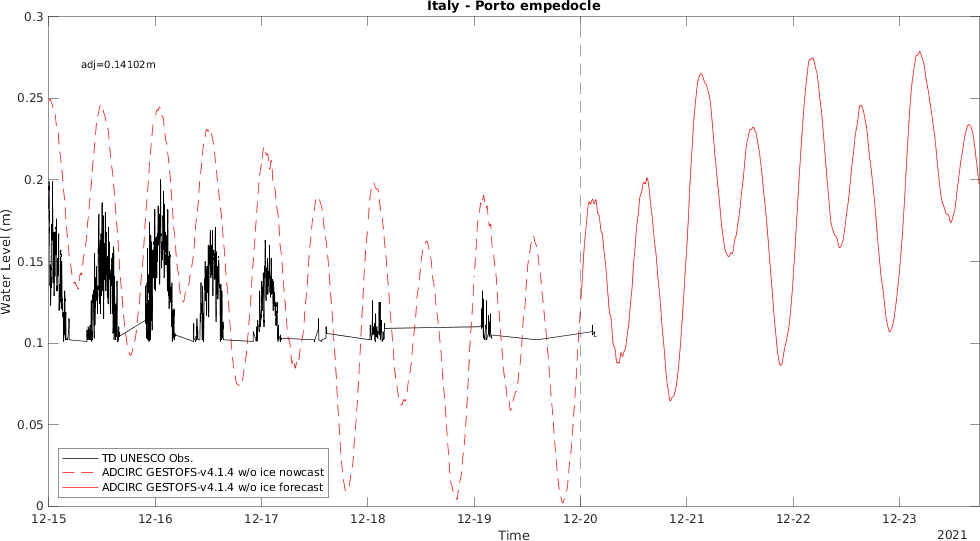 Italy - Porto empedocle
0.3
adj=0.14102m
0.25
0.2
0.15
0.1
0.05
0
Water Level (m)
TD UNESCO Obs.
ADCIRC GESTOFS-v4.1.4 w/o ice nowcast
ADCIRC GESTOFS-v4.1.4 w/o ice forecast
12-15 12-16 12-17 12-18 12-19 12-20 12-21 12-22 12-23
Time
2021